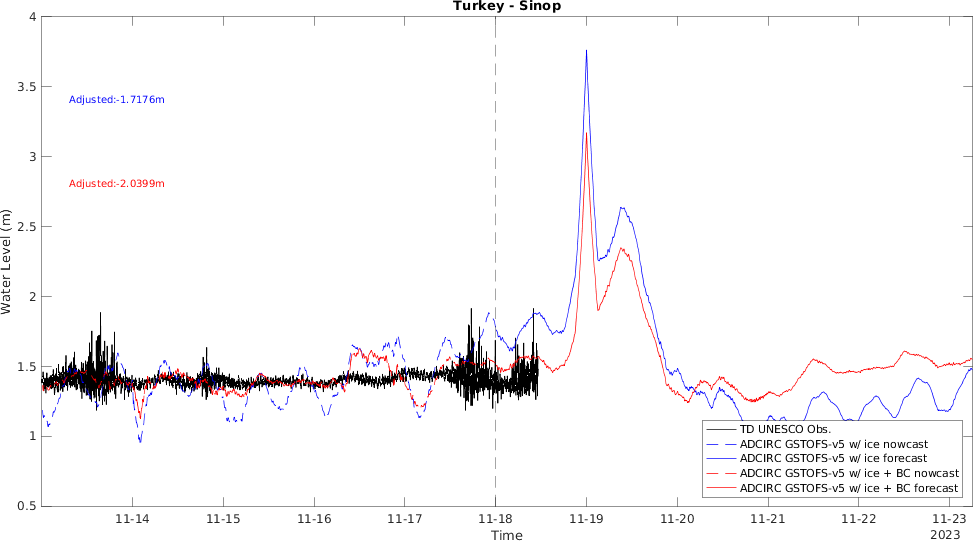 Turkey - Sinop
4
3.5
3
2.5
2
1.5
1
0.5
Water Level (m)
Adjusted:-1.7176m
Adjusted:-2.0399m
TD UNESCO Obs.
ADCIRC GSTOFS-v5 w/ ice nowcast
ADCIRC GSTOFS-v5 w/ ice forecast
ADCIRC GSTOFS-v5 w/ ice + BC nowcast
ADCIRC GSTOFS-v5 w/ ice + BC forecast
11-14 11-15 11-16 11-17 11-18 11-19 11-20 11-21 11-22 11-23
Time
2023